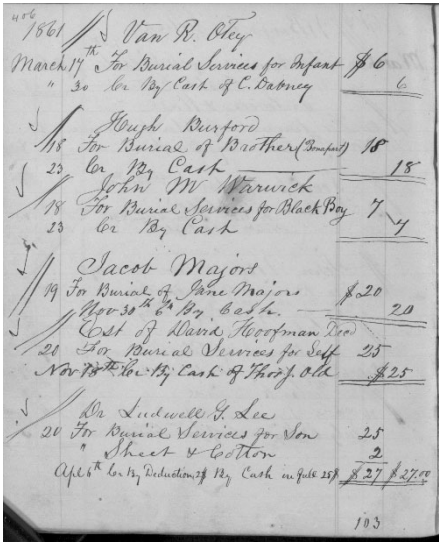 406
1861 Van R. Otey
March 17th For Burial Services for Infant $6
" 30 Cr By Cash of C. Dabney 6
Hugh Burford
18 For Burial of Brother (Bonapart) 18
23 Cr By Cash 18
John M Warwick
18 For Burial Services for Black Boy 7
23 Cr By Cash 7
Jacob Majors
19 For Burial of Jane Majors $20
Nov 30th Cr By Cash. 20
Est of David Hoofman Decd
20 For Burial Services for Self 25
Nov 18th Cr By Cash of Thos J. Old $25
Dr Ludwell G. Lee
20 For Burial Services for Son 25
" Sheet & Cotton 2
Apl 6th Cr By Deduction 2$ By Cash in full 25$ $27 $27.00
103